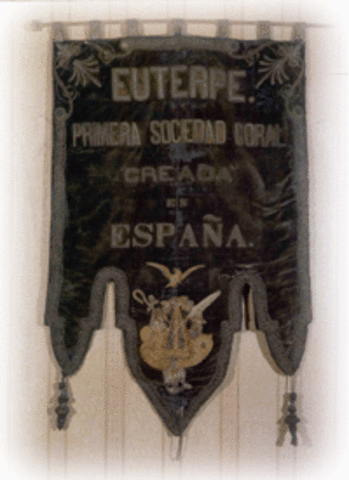 EUTERPE.
PRIMERA SOCIEDAD CORAL
"CREADA"
EN
ESPAÑA.